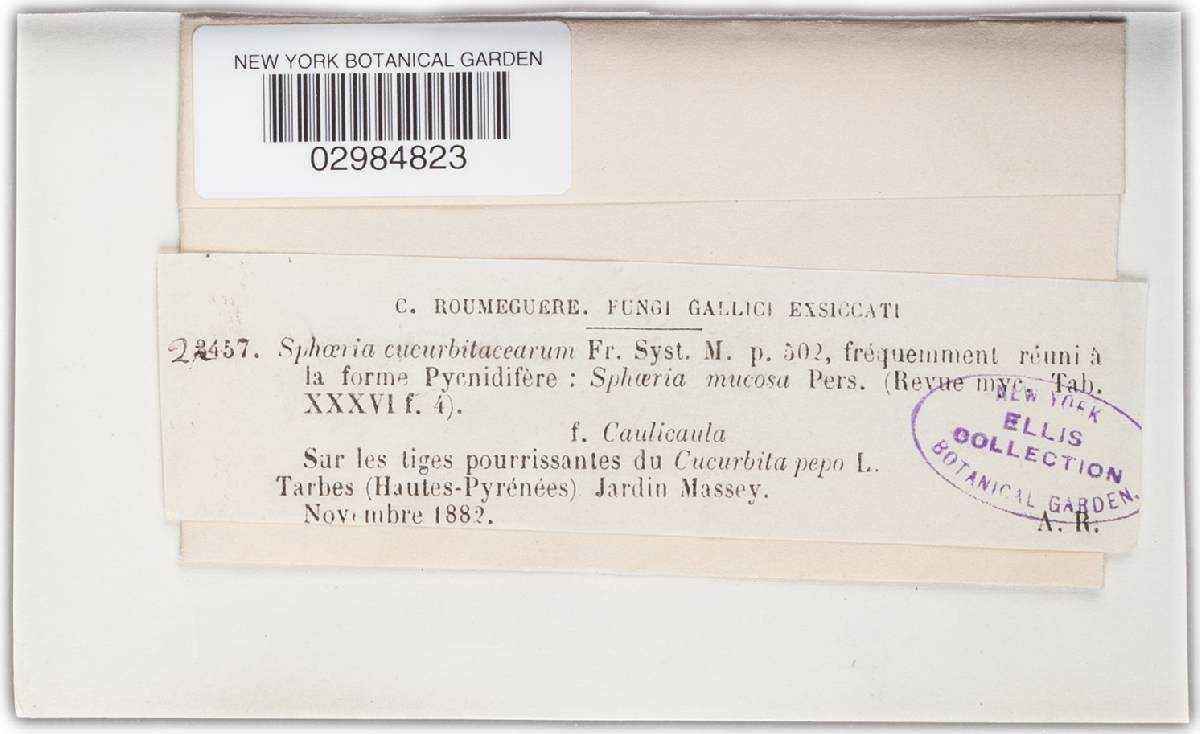 NEW YORK BOTANICAL GARDEN
02984823
C. ROUMEGUERE. FUNGI GALLICI EXSICCATI
2457. Sphœria cucurbitacearum Fr. Syst. M. p. 502, fréquemment réuni à
la forme Pycnidifère : Sphœria mucosa Pers. (Revue myc. Tab.
XXXVI f. 4).
f. Caulicaula
Sur les tiges pourrissantes du Cucurbita pepo L.
Tarbes (Hautes-Pyrénées) Jardin Massey.
Novembre 1882.
A. R.
NEW YORK
ELLIS
COLLECTION
BOTANICAL GARDEN.